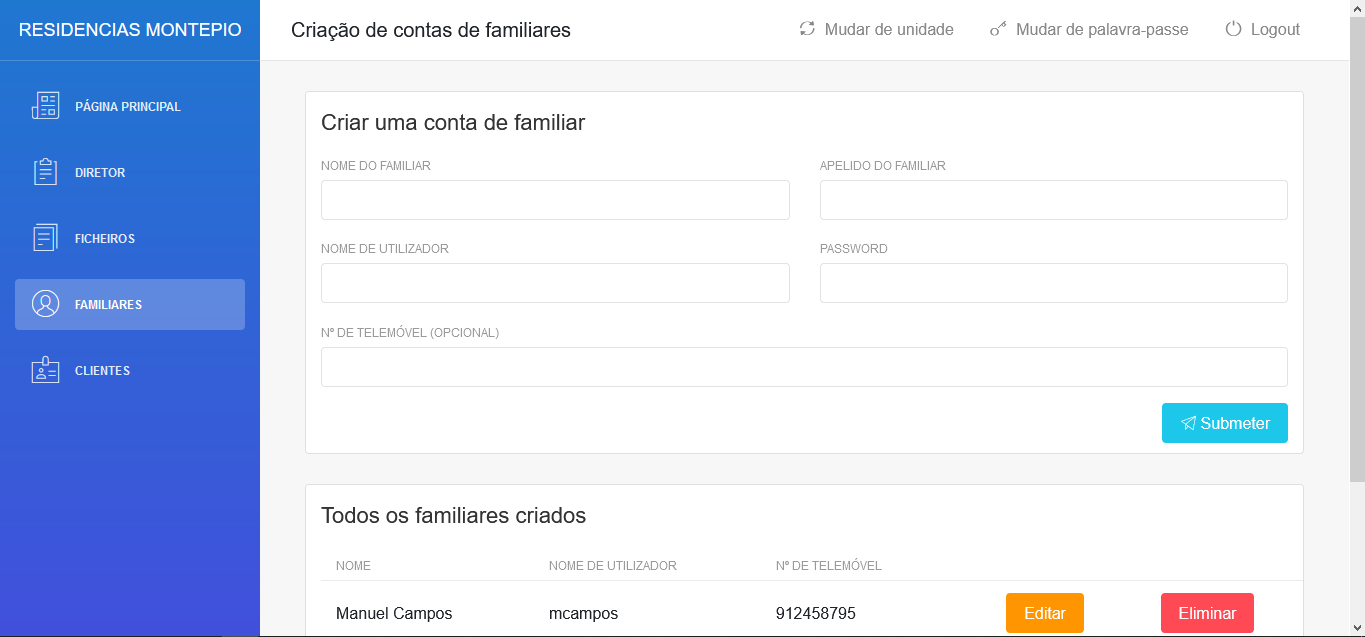 RESIDENCIAS MONTEPIO
Criação de contas de familiares
Mudar de unidade
Mudar de palavra-passe
Logout
PÁGINA PRINCIPAL
DIRETOR
FICHEIROS
FAMILIARES
CLIENTES
Criar uma conta de familiar
NOME DO FAMILIAR
APELIDO DO FAMILIAR
NOME DE UTILIZADOR
PASSWORD
Nº DE TELEMÓVEL (OPCIONAL)
Submeter
Todos os familiares criados
NOME NOME DE UTILIZADOR Nº DE TELEMÓVEL
Manuel Campos mcampos 912458795 Editar Eliminar